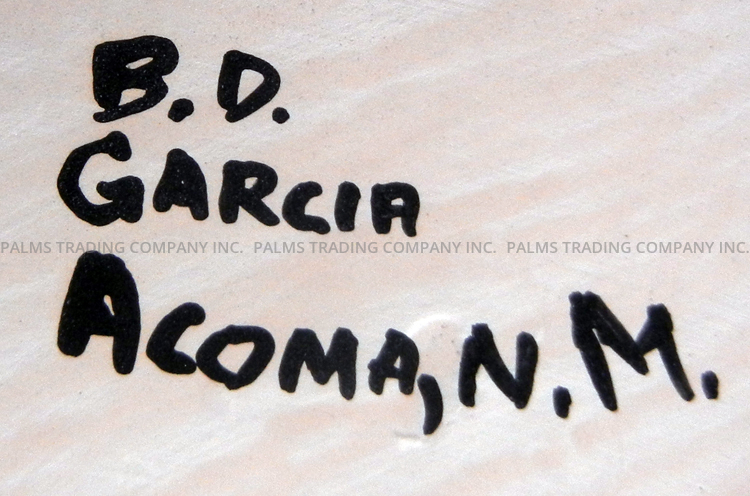 B. D.
GARCIA
PALMS TRADING COMPANY INC. PALMS TRADING COMPANY INC. PALMS TRADING COMPANY INC.
ACOMA, N.M.